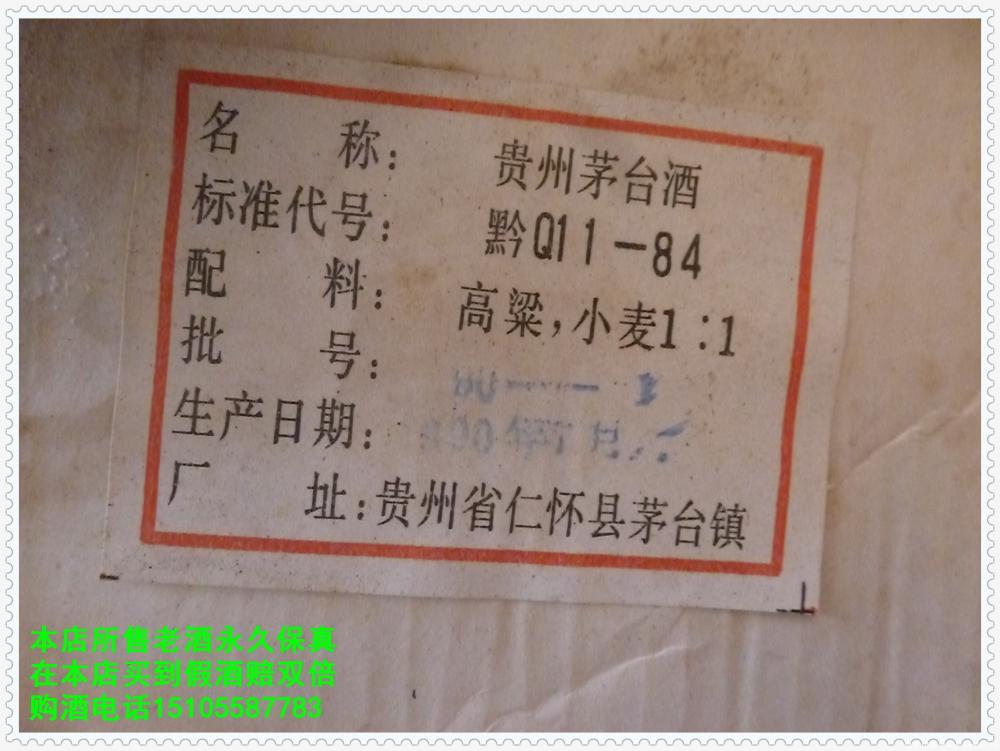 名 称: 贵州茅台酒
标准代号: 黔Q11-84
配 料: 高粱,小麦1:1
批 号:
生产日期:
厂 址:贵州省仁怀县茅台镇
本店所售老酒永久保真
在本店买到假酒赔双倍
购酒电话15105587783